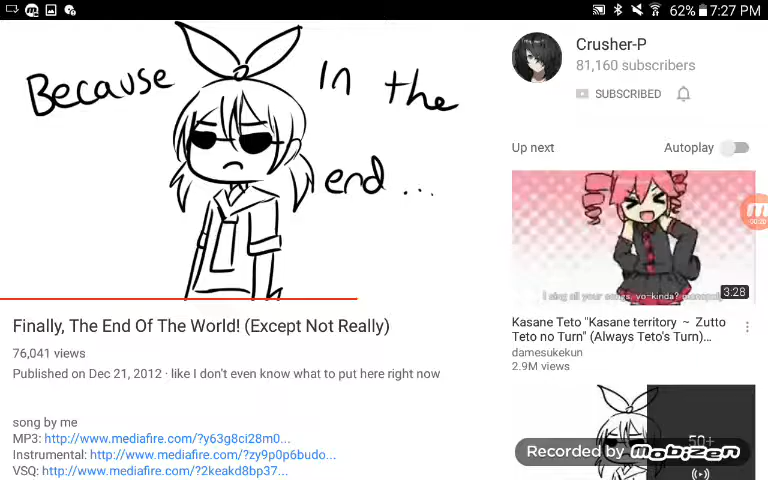 62% 7:27 PM
Because In the
end...
Crusher-P
81,160 subscribers
SUBSCRIBED
Up next Autoplay
I sing all your songs, yo-kinda? monopoly
3:28
00:20
Finally, The End Of The World! (Except Not Really)
76,041 views
Published on Dec 21, 2012 · like I don't even know what to put here right now
song by me
MP3: http://www.mediafire.com/?y63g8ci28m0...
Instrumental: http://www.mediafire.com/?zy9p0p6budo...
VSQ: http://www.mediafire.com/?2keakd8bp37...
Kasane Teto "Kasane territory ~ Zutto
Teto no Turn" (Always Teto's Turn)...
damesukekun
2.9M views
50+
Recorded by Mobizen